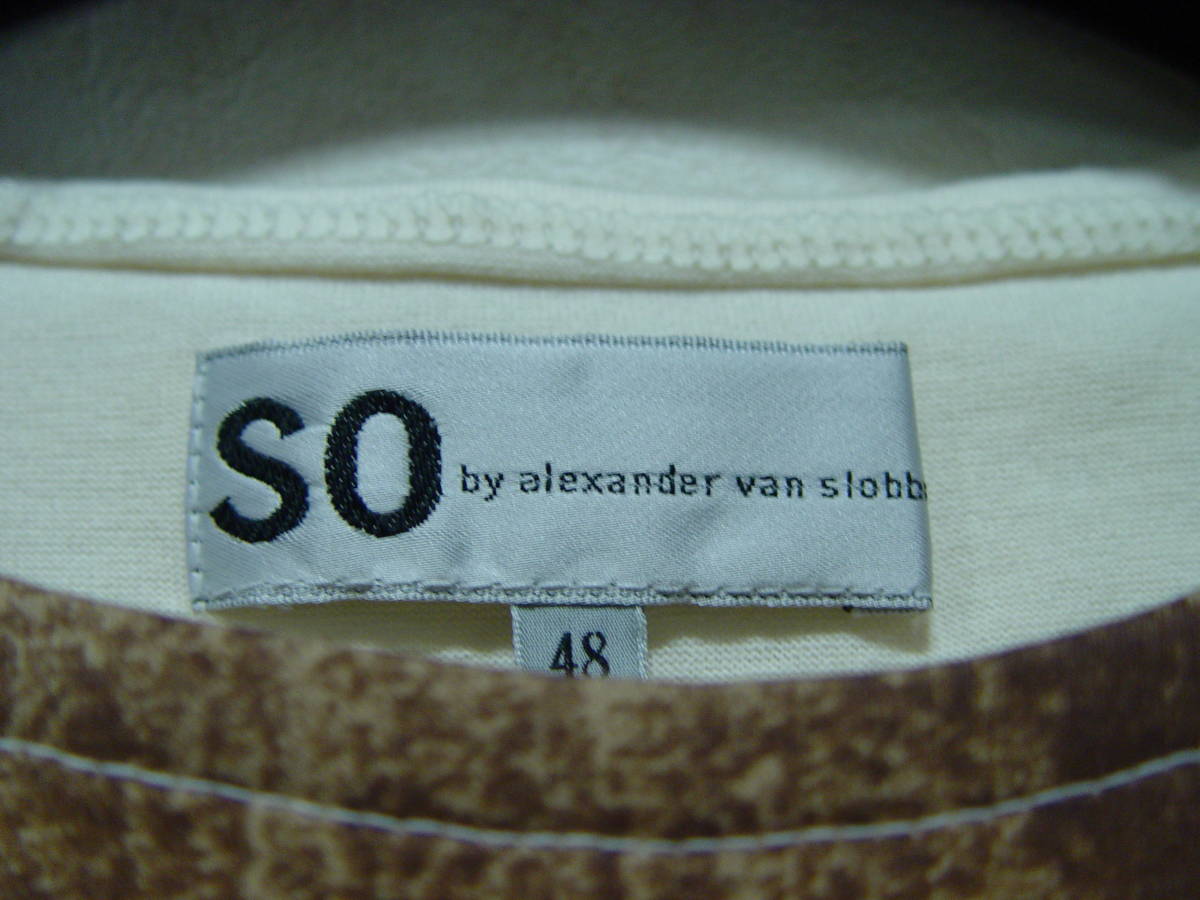 SO by alexander van slobb
48